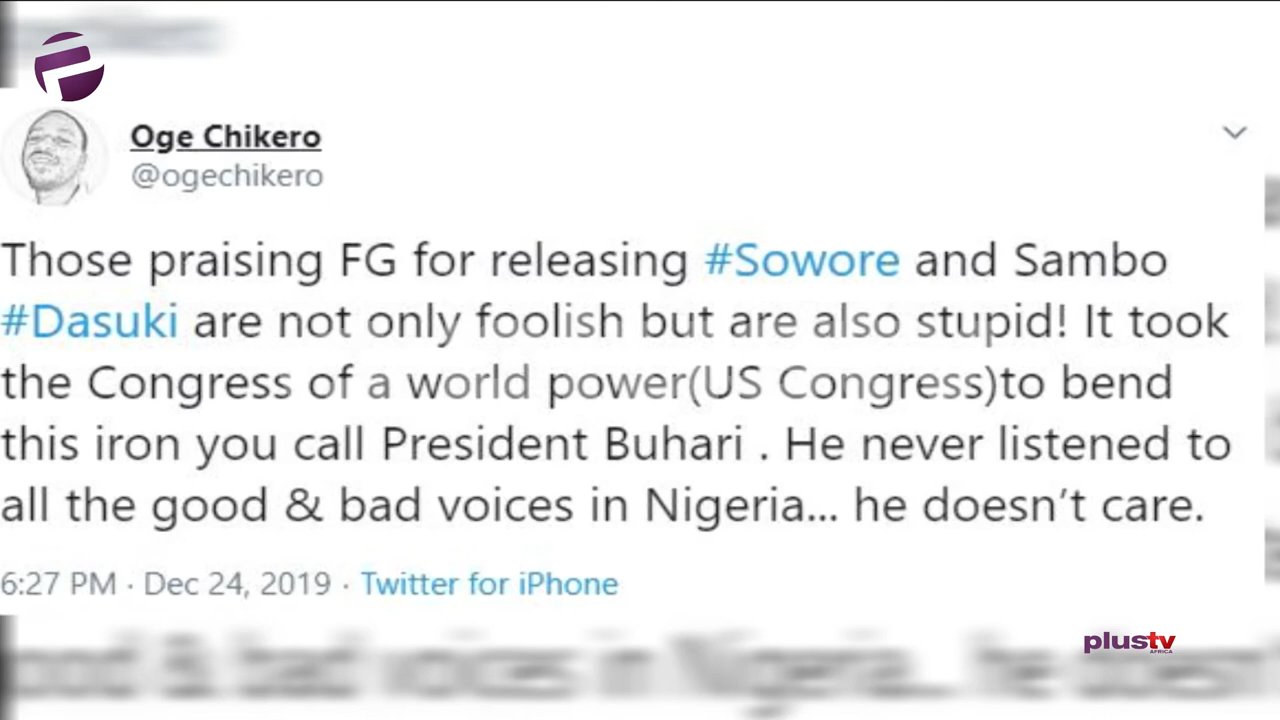 Oge Chikero
@ogechikero
Those praising FG for releasing #Sowore and Sambo
#Dasuki are not only foolish but are also stupid! It took
the Congress of a world power(US Congress)to bend
this iron you call President Buhari . He never listened to
all the good & bad voices in Nigeria... he doesn’t care.
6:27 PM · Dec 24, 2019 · Twitter for iPhone
plustv
AFRICA